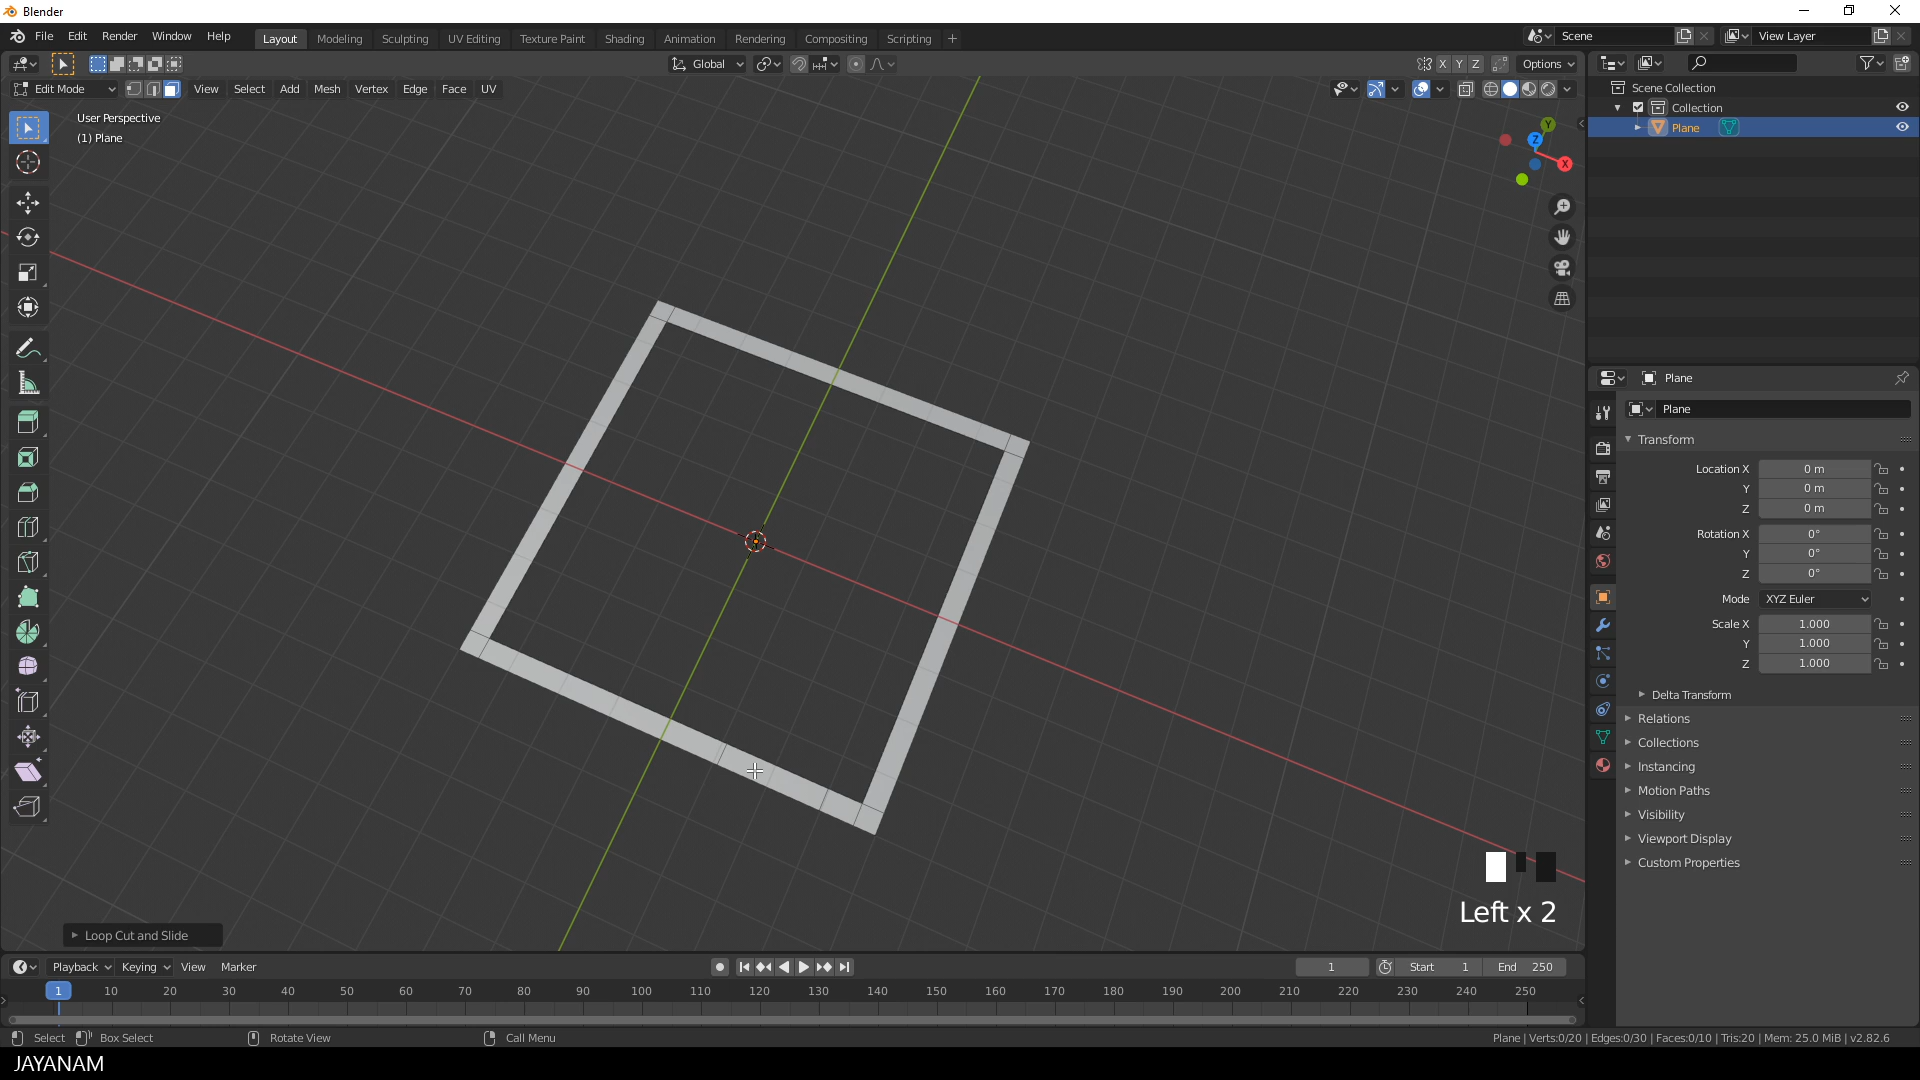 Blender
File Edit Render Window Help Layout Modeling Sculpting UV Editing Texture Paint Shading Animation Rendering Compositing Scripting + Scene View Layer
Global X Y Z Options
Edit Mode View Select Add Mesh Vertex Edge Face UV
User Perspective
(1) Plane
Y
Z
X
Left x 2
Loop Cut and Slide
Scene Collection
Collection
Plane
Plane
Plane
Transform
Location X 0 m
Y 0 m
Z 0 m
Rotation X 0°
Y 0°
Z 0°
Mode XYZ Euler
Scale X 1.000
Y 1.000
Z 1.000
Delta Transform
Relations
Collections
Instancing
Motion Paths
Visibility
Viewport Display
Custom Properties
Playback Keying View Marker 1 Start 1 End 250
1 10 20 30 40 50 60 70 80 90 100 110 120 130 140 150 160 170 180 190 200 210 220 230 240 250
Select Box Select Rotate View Call Menu Plane | Verts:0/20 | Edges:0/30 | Faces:0/10 | Tris:20 | Mem: 25.0 MiB | v2.82.6
JAYANAM